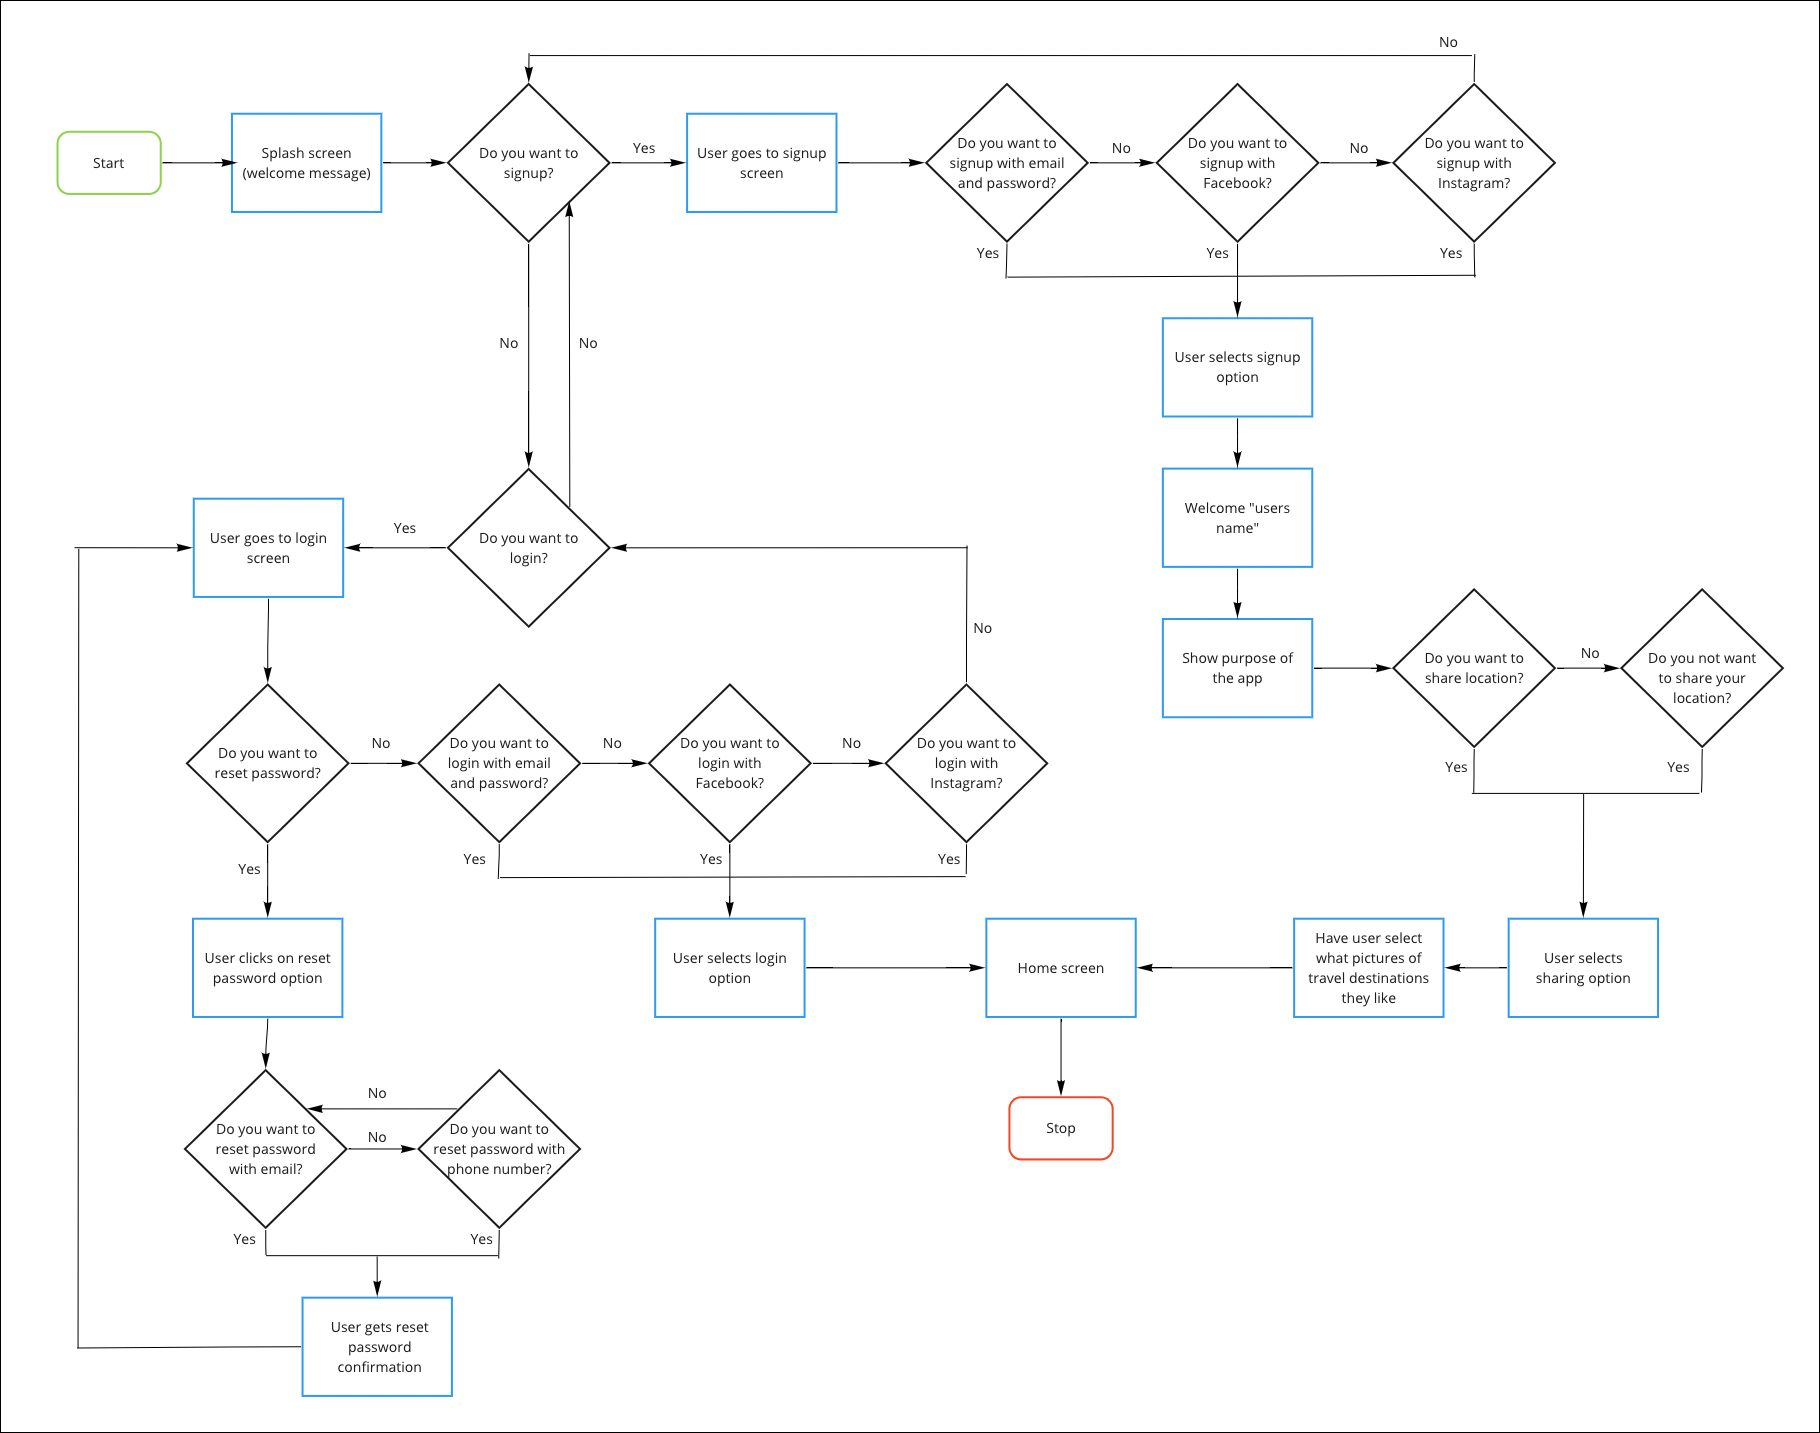 No
Start
Splash screen
(welcome message)
Do you want to
signup?
Yes
User goes to signup
screen
Do you want to
signup with email
and password?
No
Do you want to
signup with
Facebook?
No
Do you want to
signup with
Instagram?
Yes
Yes
Yes
No
No
User selects signup
option
Welcome "users
name"
User goes to login
screen
Yes
Do you want to
login?
No
Show purpose of
the app
Do you want to
share location?
No
Do you not want
to share your
location?
Yes
Yes
Do you want to
reset password?
No
Do you want to
login with email
and password?
No
Do you want to
login with
Facebook?
No
Do you want to
login with
Instagram?
Yes
Yes
Yes
Yes
User clicks on reset
password option
User selects login
option
Home screen
Have user select
what pictures of
travel destinations
they like
User selects
sharing option
No
Do you want to
reset password
with email?
No
Do you want to
reset password with
phone number?
Stop
Yes
Yes
User gets reset
password
confirmation